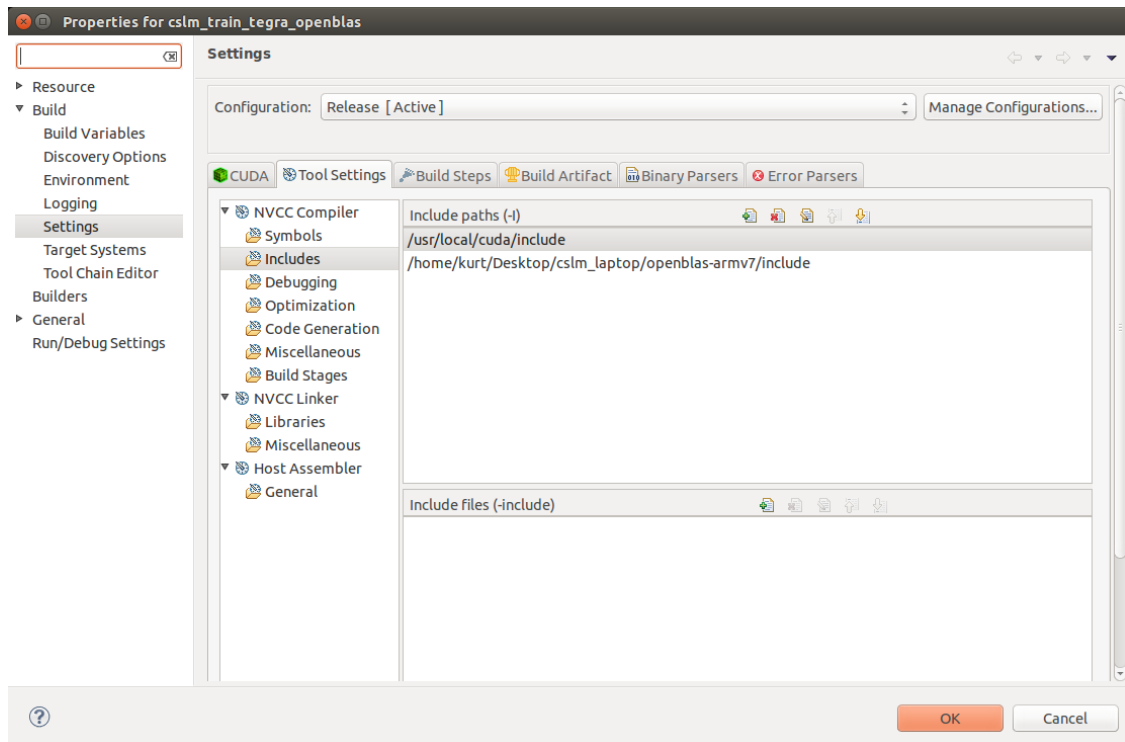 Properties for cslm_train_tegra_openblas
Settings
Resource
Build
Build Variables
Discovery Options
Environment
Logging
Settings
Target Systems
Tool Chain Editor
Builders
General
Run/Debug Settings
Configuration: Release [ Active ] Manage Configurations...
CUDA Tool Settings Build Steps Build Artifact Binary Parsers Error Parsers
NVCC Compiler
Symbols
Includes
Debugging
Optimization
Code Generation
Miscellaneous
Build Stages
NVCC Linker
Libraries
Miscellaneous
Host Assembler
General
Include paths (-I)
/usr/local/cuda/include
/home/kurt/Desktop/cslm_laptop/openblas-armv7/include
Include files (-include)
OK Cancel